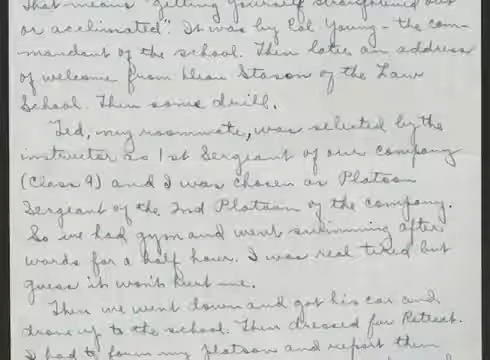 That means "getting yourself straightened out
or acclimated". It was by Col Young - the com-
mandant of the school. Then later an address
of welcome from Dean Stason of the Law
School. Then some drill.
Ted, my roommate, was selected by the
instructor as 1st Sergeant of our company
(Class 9) and I was chosen as Platoon
Sergeant of the 2nd Platoon of the company.
So we had gym and went swimming after
wards for a half hour. I was real tired but
guess it won't hurt me.
Then we went down and got his car and
drove up to the school. Then dressed for Retreat.
I had to form my platoon and report them